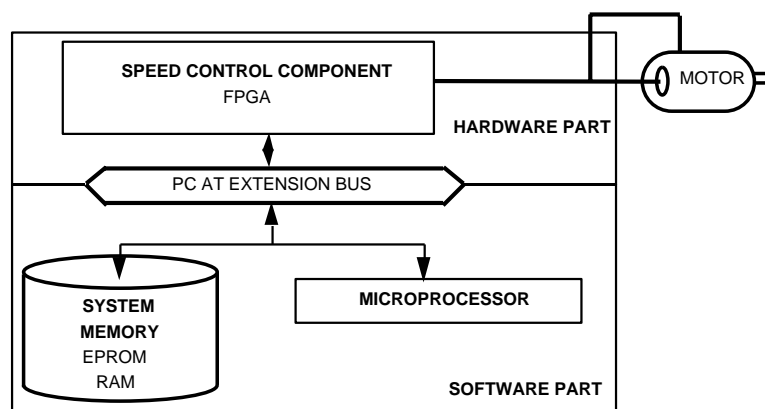 SPEED CONTROL COMPONENT
FPGA
MOTOR
HARDWARE PART
PC AT EXTENSION BUS
SYSTEM
MEMORY
EPROM
RAM
MICROPROCESSOR
SOFTWARE PART